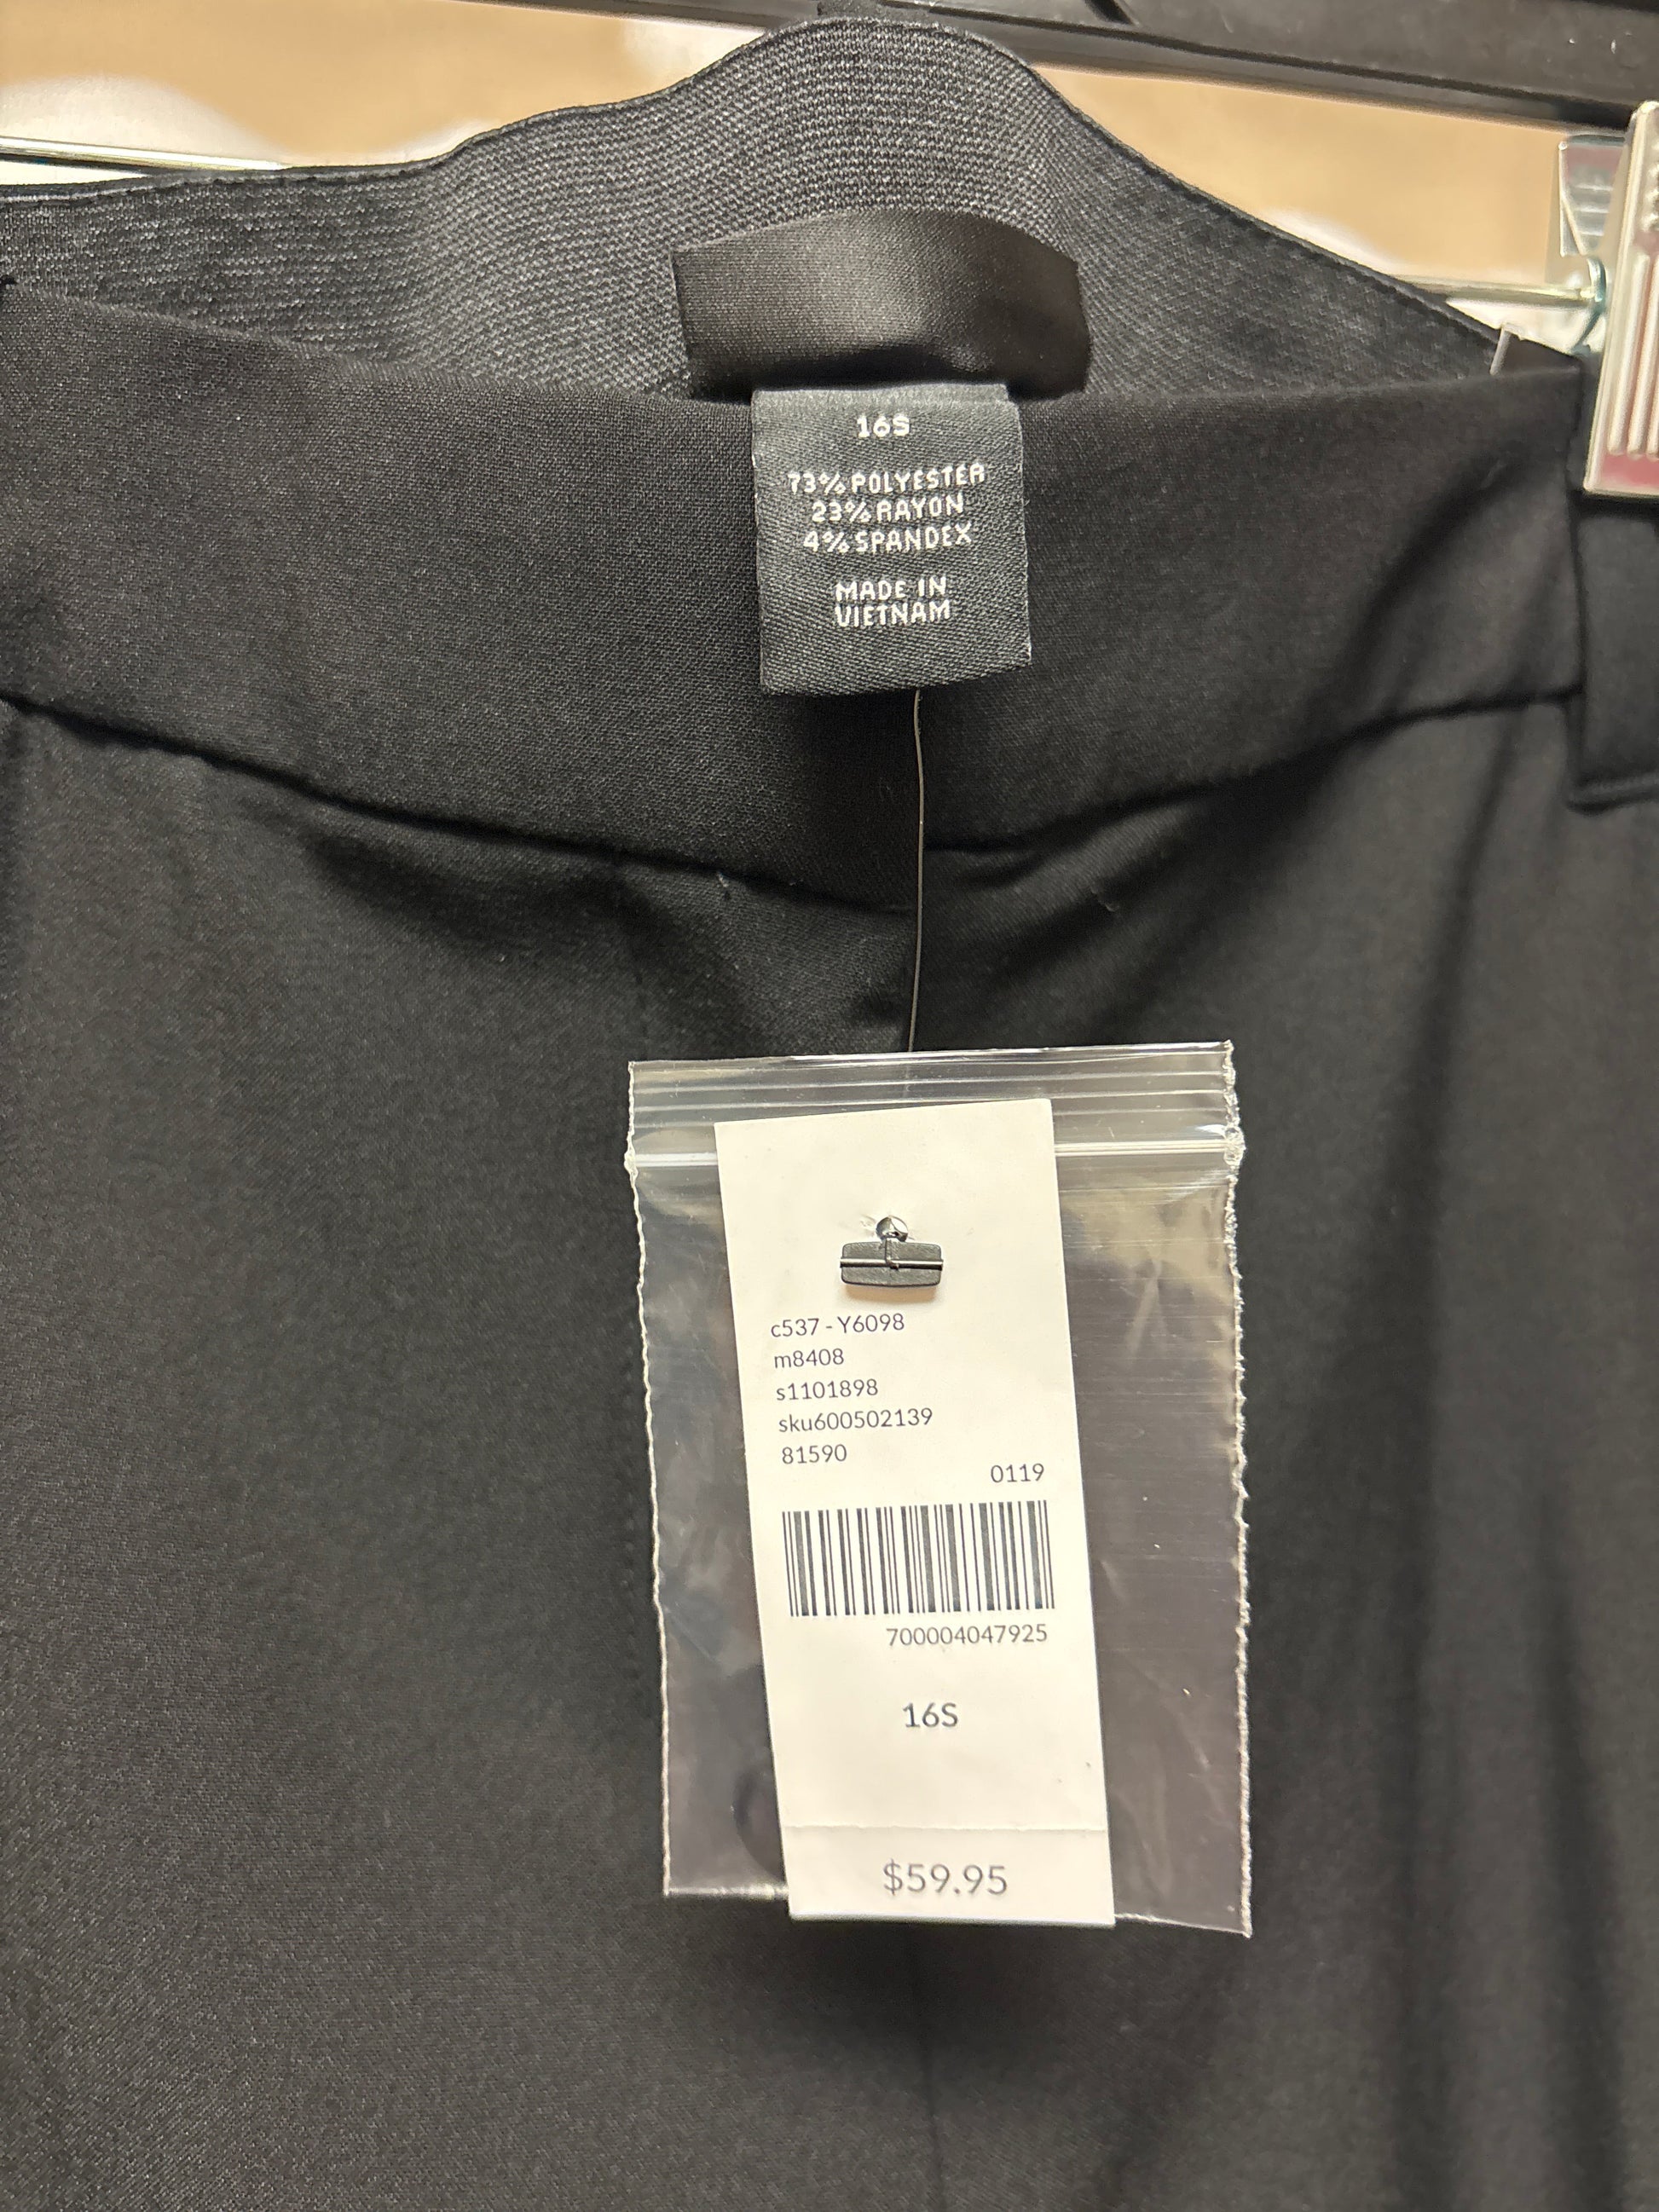 16S
73% POLYESTER
23% RAYON
4% SPANDEX
MADE IN
VIETNAM
c537 - Y6098
m8408
s1101898
sku600502139
81590
0119
700004047925
16S
$59.95